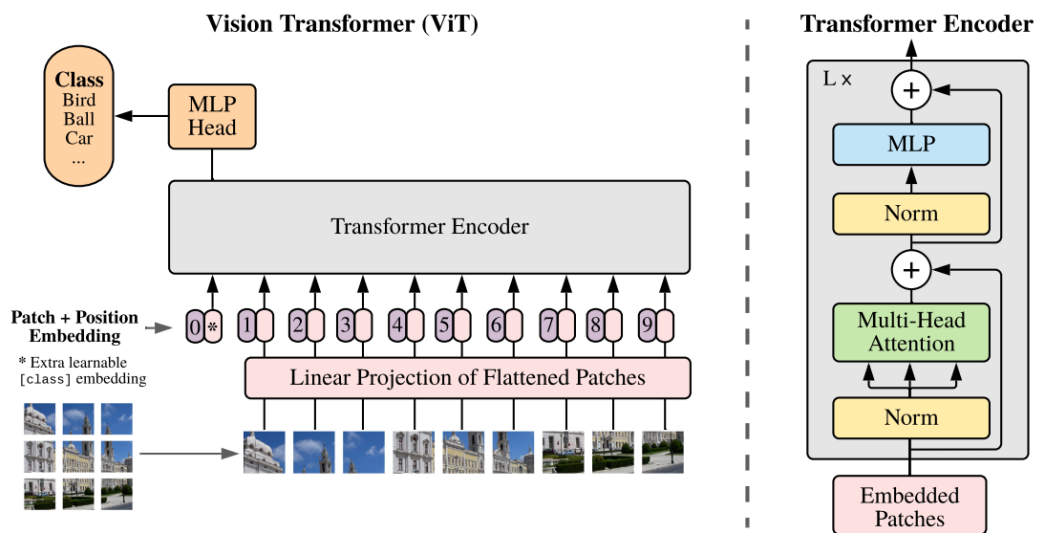 Vision Transformer (ViT)
Class
Bird
Ball
Car
...
MLP
Head
Transformer Encoder
Patch + Position
Embedding
0 * 1 2 3 4 5 6 7 8 9
* Extra learnable
[class] embedding
Linear Projection of Flattened Patches
Transformer Encoder
L x
+
MLP
Norm
+
Multi-Head
Attention
Norm
Embedded
Patches